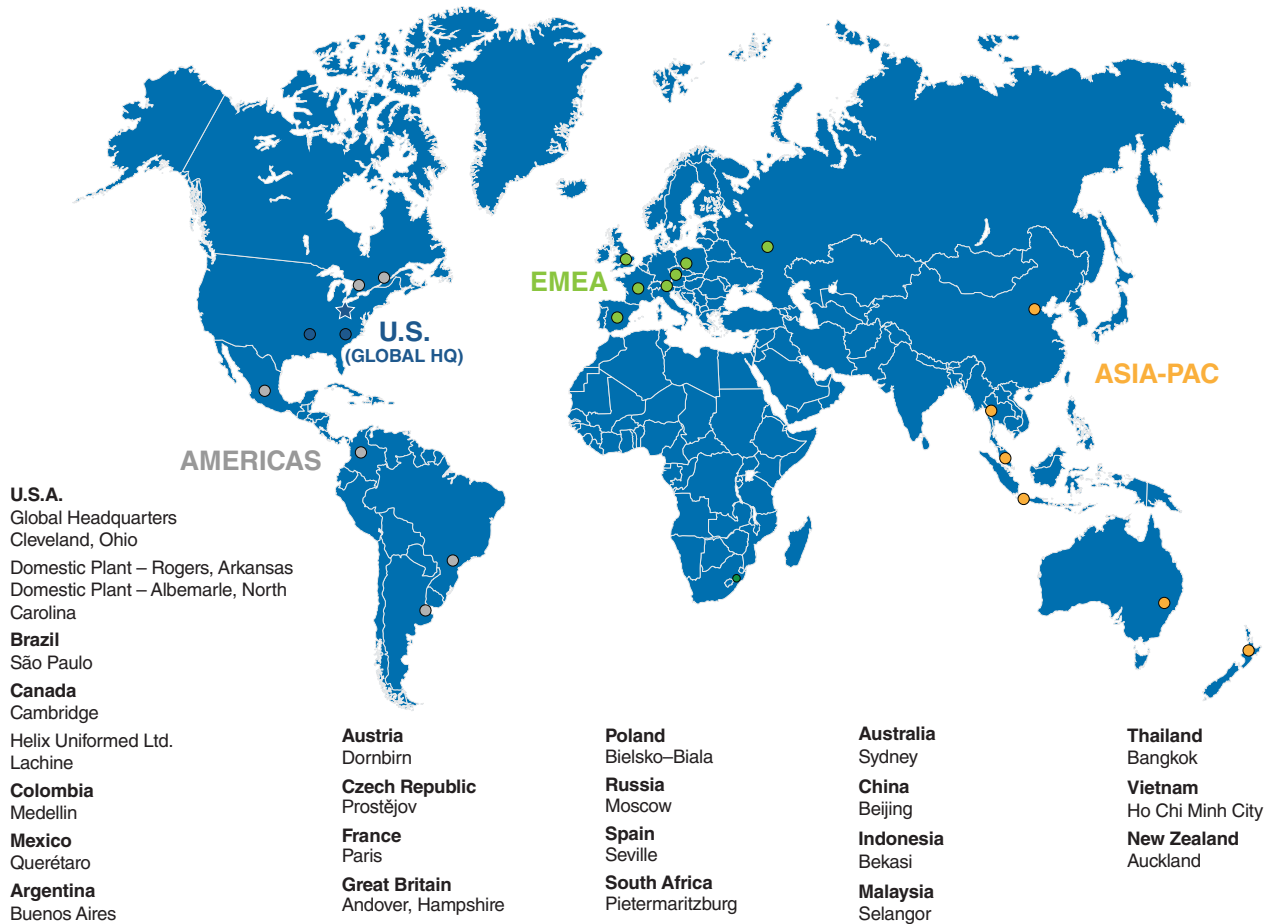 EMEA
U.S.
(GLOBAL HQ)
ASIA-PAC
AMERICAS
U.S.A.
Global Headquarters
Cleveland, Ohio
Domestic Plant – Rogers, Arkansas
Domestic Plant – Albemarle, North
Carolina
Brazil
São Paulo
Canada
Cambridge
Helix Uniformed Ltd.
Lachine
Colombia
Medellin
Mexico
Querétaro
Argentina
Buenos Aires
Austria
Dornbirn
Czech Republic
Prostějov
France
Paris
Great Britain
Andover, Hampshire
Poland
Bielsko–Biala
Russia
Moscow
Spain
Seville
South Africa
Pietermaritzburg
Australia
Sydney
China
Beijing
Indonesia
Bekasi
Malaysia
Selangor
Thailand
Bangkok
Vietnam
Ho Chi Minh City
New Zealand
Auckland